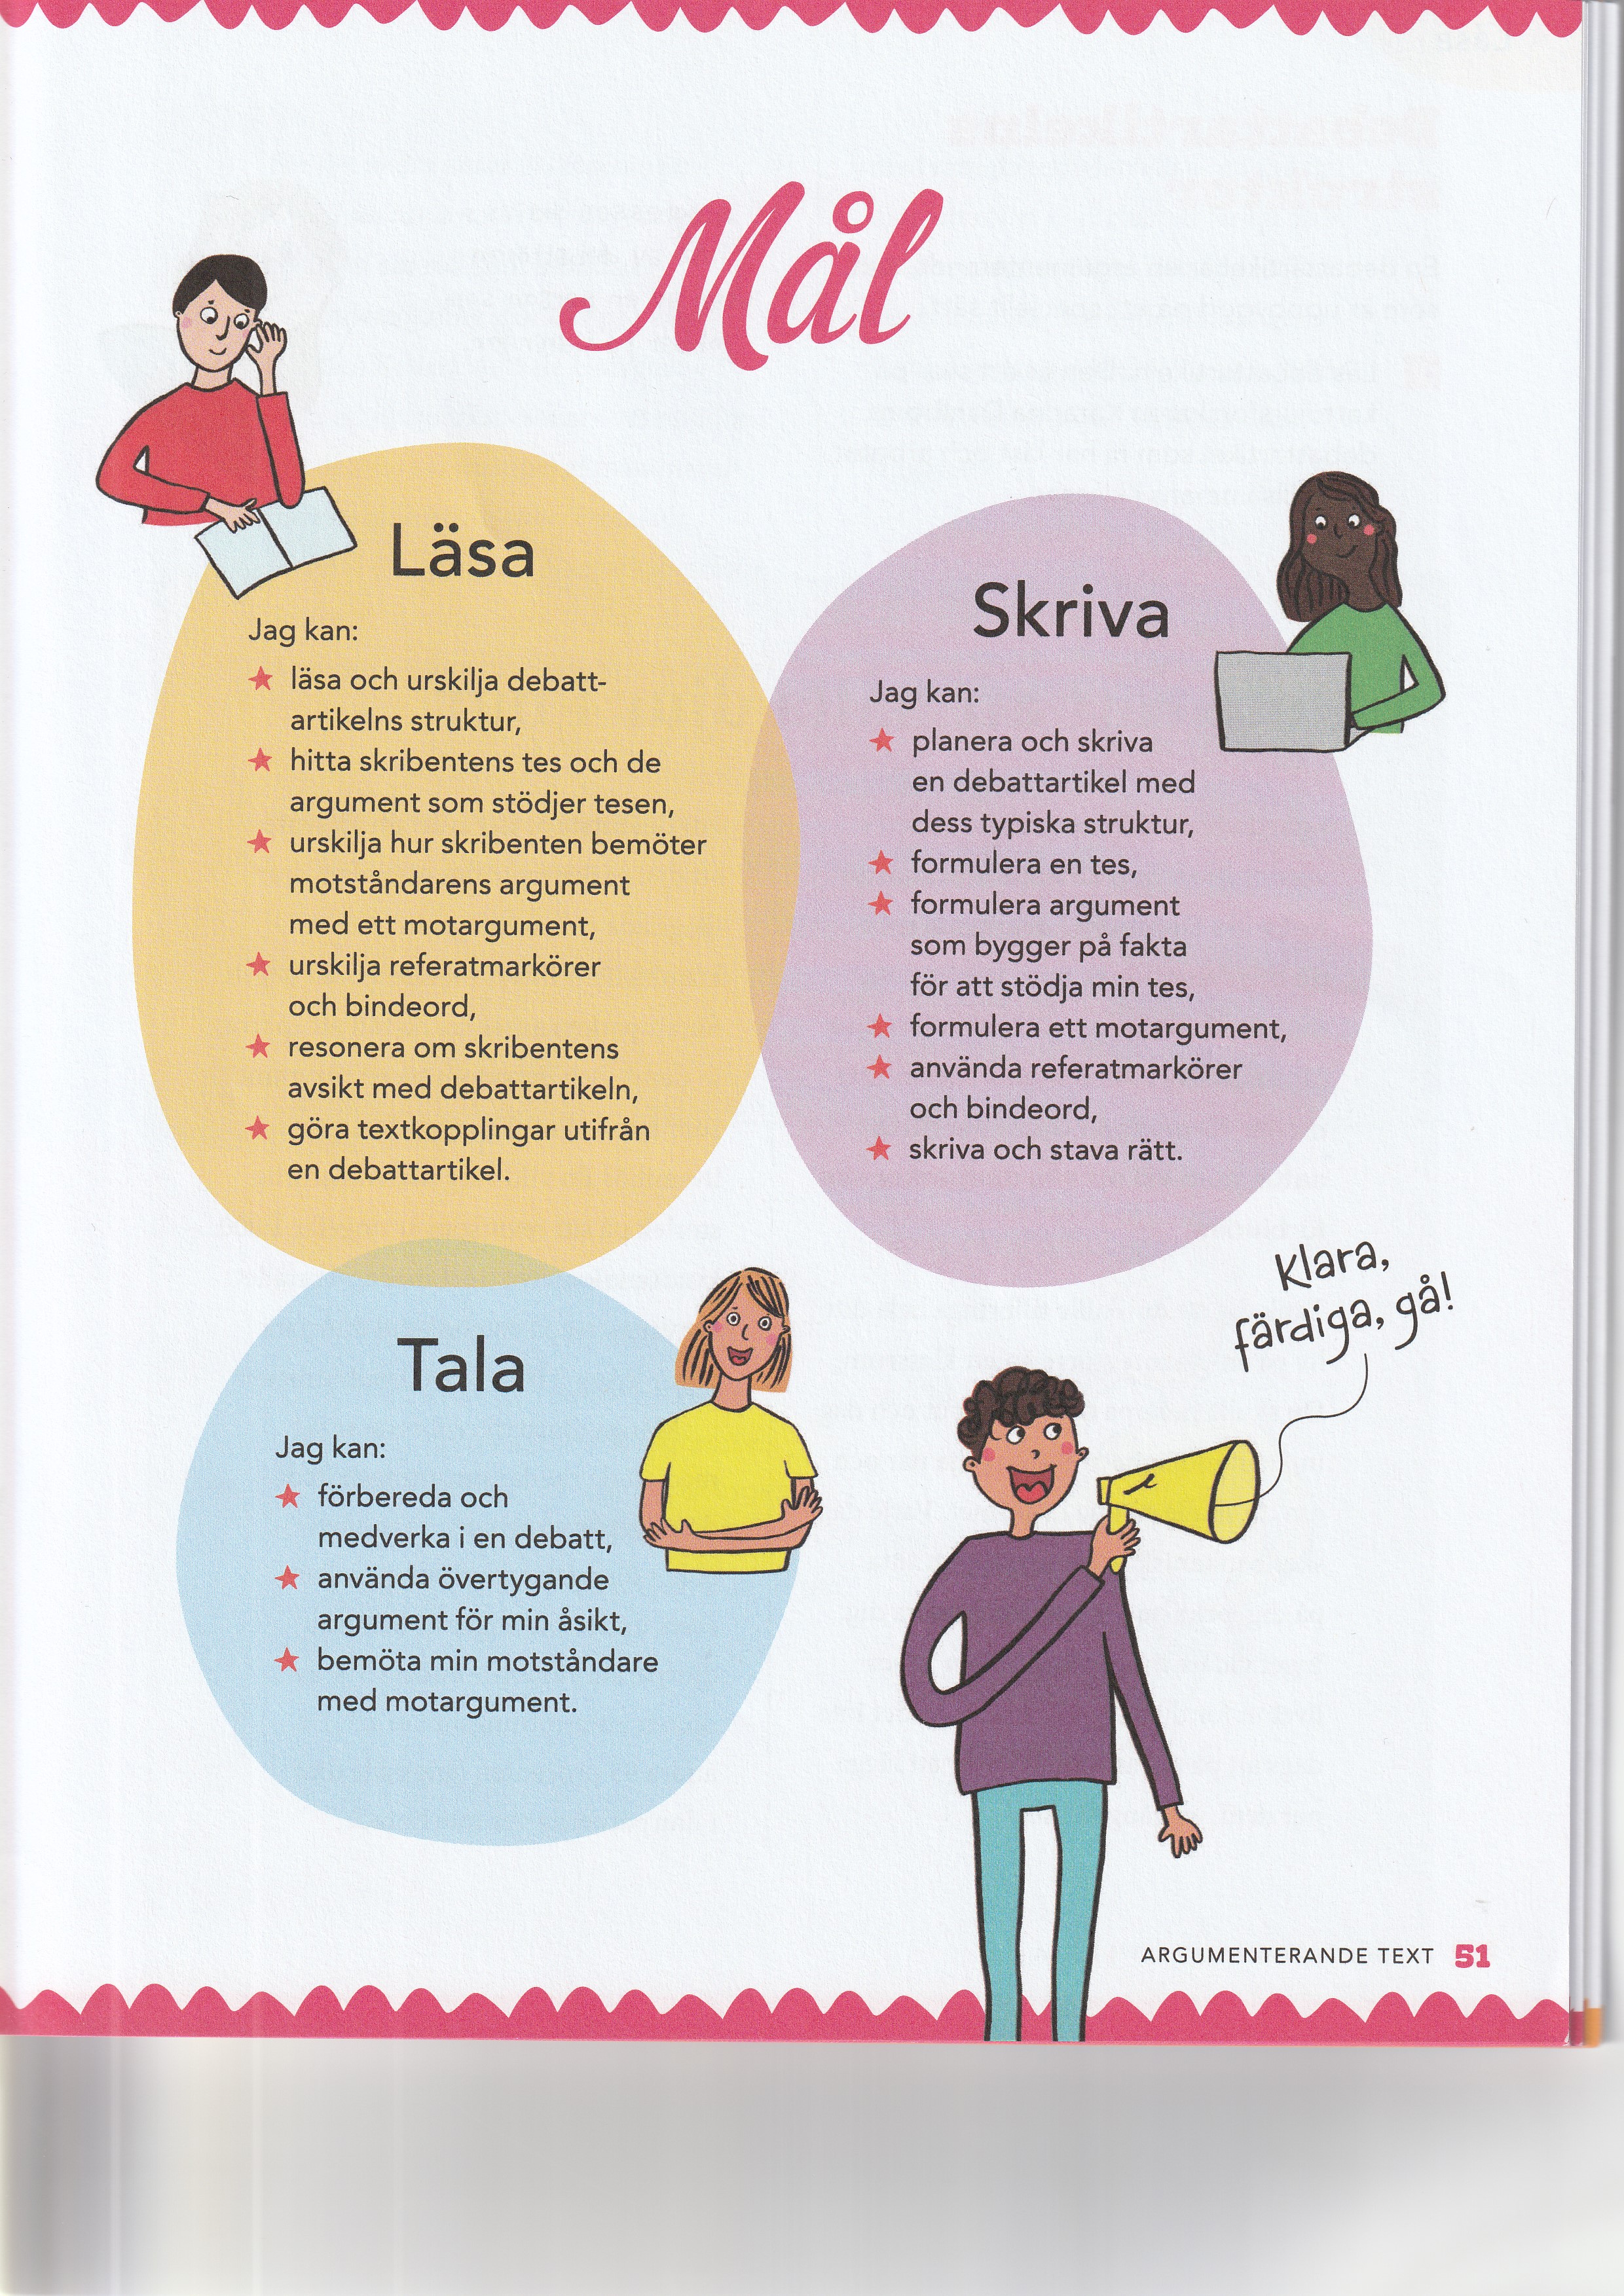 Mål
Läsa
Jag kan:
läsa och urskilja debatt-
artikelns struktur,
hitta skribentens tes och de
argument som stödjer tesen,
urskilja hur skribenten bemöter
motståndarens argument
med ett motargument,
urskilja referatmarkörer
och bindeord,
resonera om skribentens
avsikt med debattartikeln,
göra textkopplingar utifrån
en debattartikel.
Skriva
Jag kan:
planera och skriva
en debattartikel med
dess typiska struktur,
formulera en tes,
formulera argument
som bygger på fakta
för att stödja min tes,
formulera ett motargument,
använda referatmarkörer
och bindeord,
skriva och stava rätt.
Tala
Jag kan:
förbereda och
medverka i en debatt,
använda övertygande
argument för min åsikt,
bemöta min motståndare
med motargument.
Klara,
färdiga, gå!
ARGUMENTERANDE TEXT 51